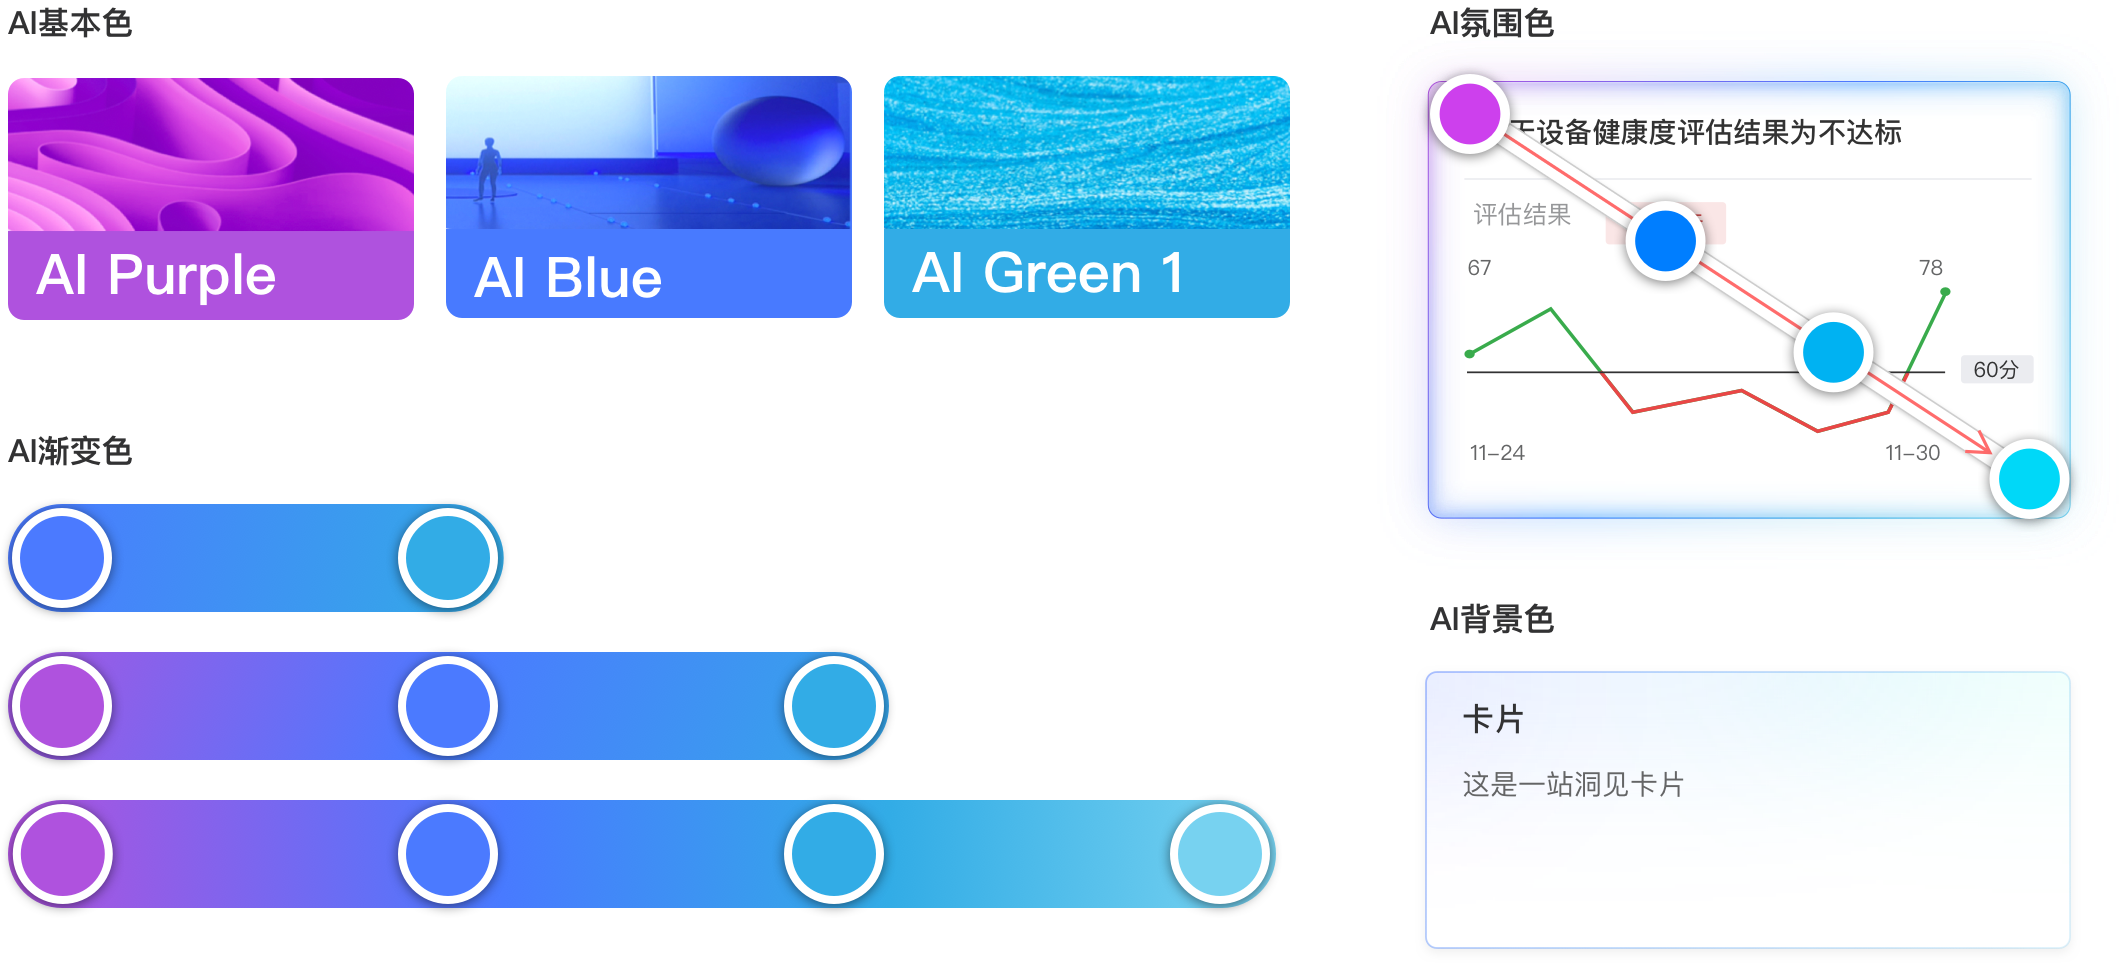 AI基本色
AI Purple
AI Blue
AI Green 1
AI渐变色
AI氛围色
于设备健康度评估结果为不达标
评估结果
67
78
60分
11-24
11-30
AI背景色
卡片
这是一站洞见卡片